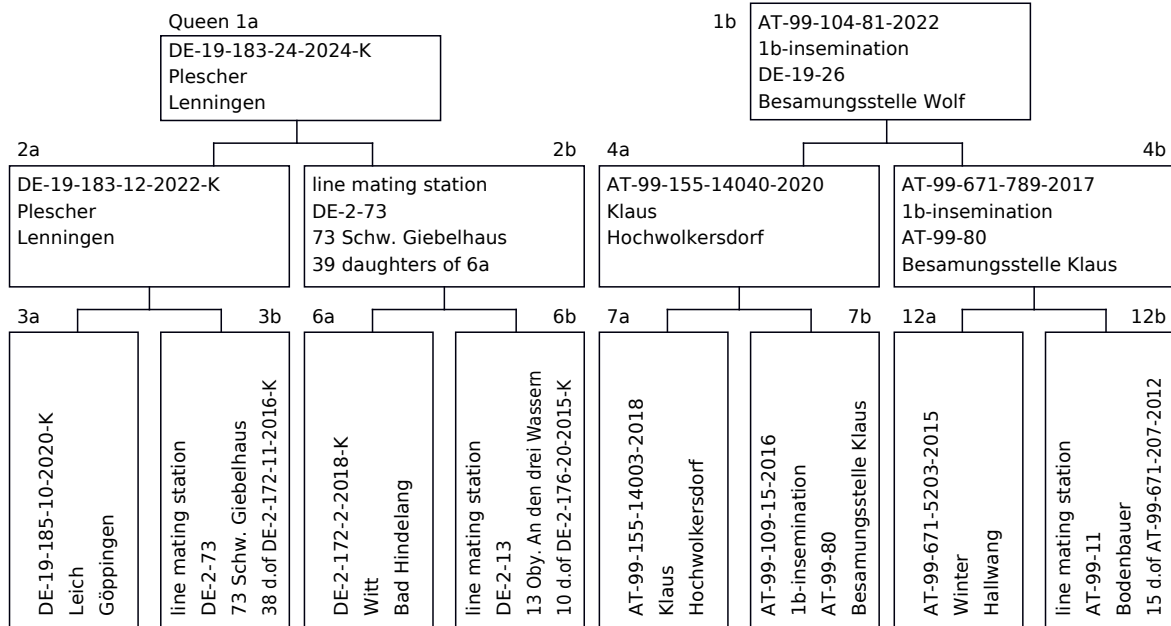 Queen 1a
DE-19-183-24-2024-K
Plescher
Lenningen
1b
AT-99-104-81-2022
1b-insemination
DE-19-26
Besamungsstelle Wolf
2a
DE-19-183-12-2022-K
Plescher
Lenningen
2b
line mating station
DE-2-73
73 Schw. Giebelhaus
39 daughters of 6a
4a
AT-99-155-14040-2020
Klaus
Hochwolkersdorf
4b
AT-99-671-789-2017
1b-insemination
AT-99-80
Besamungsstelle Klaus
3a
DE-19-185-10-2020-K
Leich
Göppingen
3b
line mating station
DE-2-73
73 Schw. Giebelhaus
38 d.of DE-2-172-11-2016-K
6a
DE-2-172-2-2018-K
Witt
Bad Hindelang
6b
line mating station
DE-2-13
13 Oby. An den drei Wassern
10 d.of DE-2-176-20-2015-K
7a
AT-99-155-14003-2018
Klaus
Hochwolkersdorf
7b
AT-99-109-15-2016
1b-insemination
AT-99-80
Besamungsstelle Klaus
12a
AT-99-671-5203-2015
Winter
Hallwang
12b
line mating station
AT-99-11
Bodenbauer
15 d.of AT-99-671-207-2012